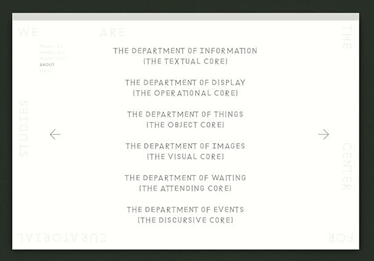 WE ARE
THE
ABOUT
THE DEPARTMENT OF INFORMATION
(THE TEXTUAL CORE)
THE DEPARTMENT OF DISPLAY
(THE OPERATIONAL CORE)
THE DEPARTMENT OF THINGS
(THE OBJECT CORE)
THE DEPARTMENT OF IMAGES
(THE VISUAL CORE)
THE DEPARTMENT OF WAITING
(THE ATTENDING CORE)
THE DEPARTMENT OF EVENTS
(THE DISCURSIVE CORE)
CENTER
FOR
CURATORIAL
STUDIES